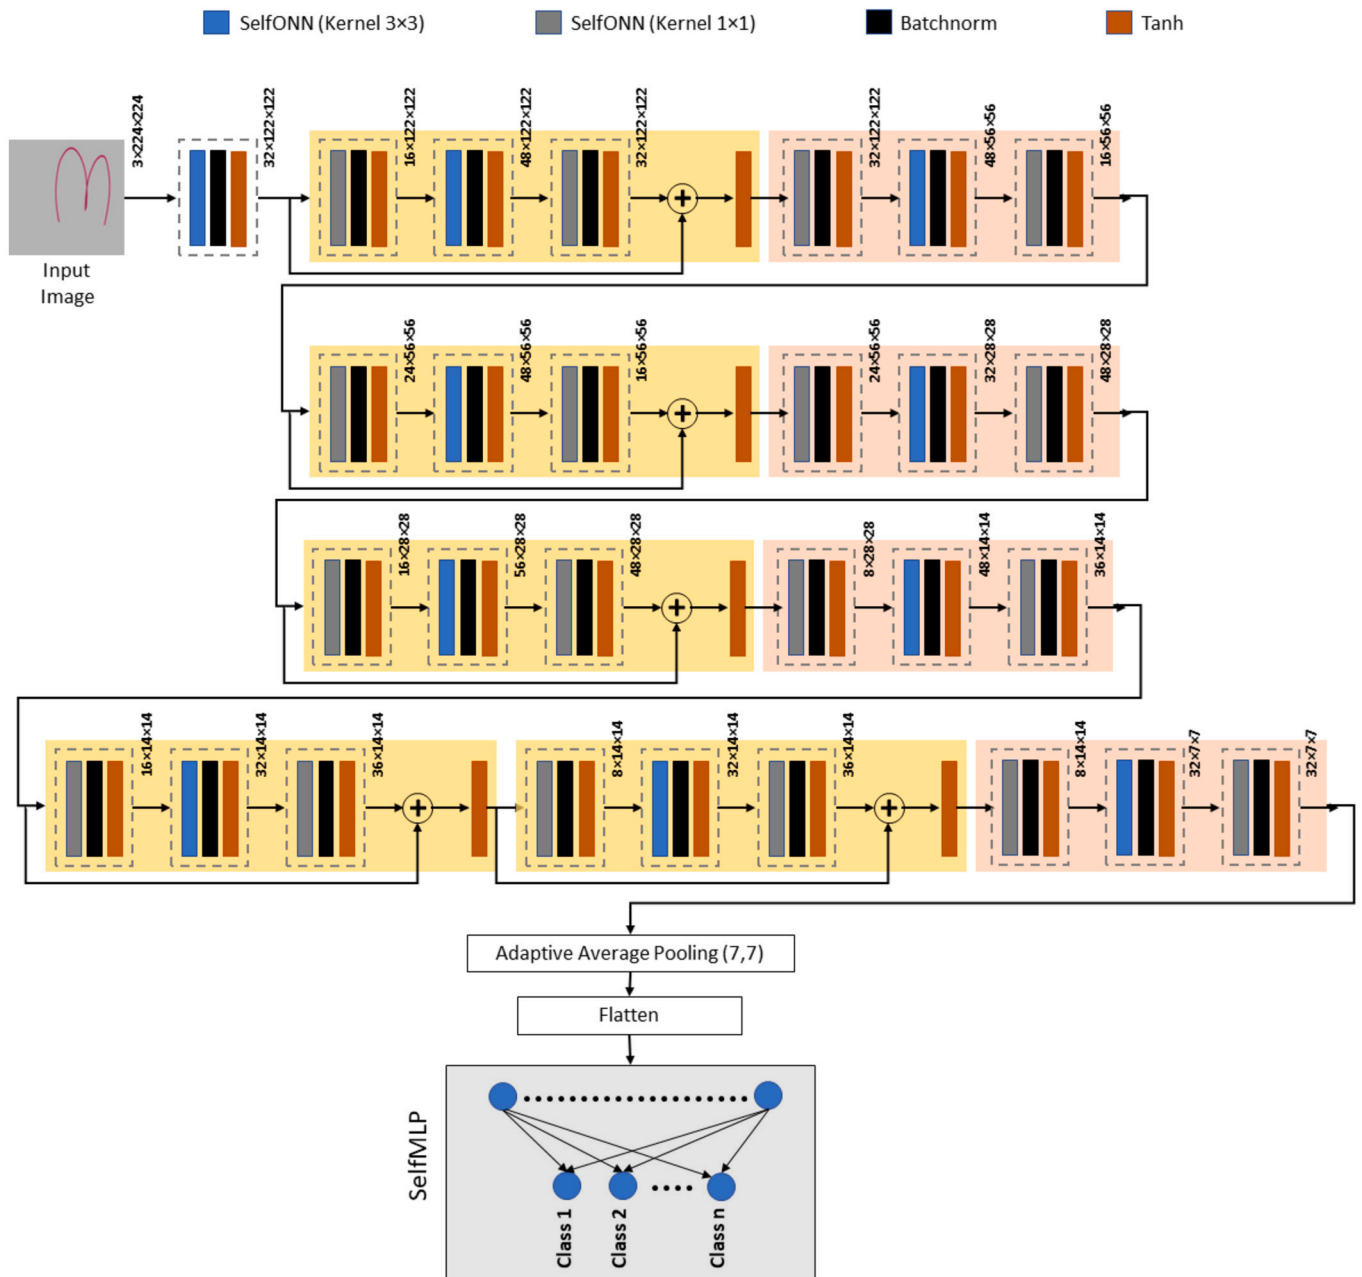 SelfONN (Kernel 3×3)
SelfONN (Kernel 1×1)
Batchnorm
Tanh
3×224×224
32×122×122
16×122×122
48×122×122
32×122×122
32×122×122
48×56×56
16×56×56
Input
Image
24×56×56
48×56×56
16×56×56
24×56×56
32×28×28
48×28×28
16×28×28
56×28×28
48×28×28
8×28×28
48×14×14
36×14×14
16×14×14
32×14×14
36×14×14
8×14×14
32×14×14
36×14×14
8×14×14
32×7×7
32×7×7
Adaptive Average Pooling (7,7)
Flatten
SelfMLP
Class 1
Class 2
Class n